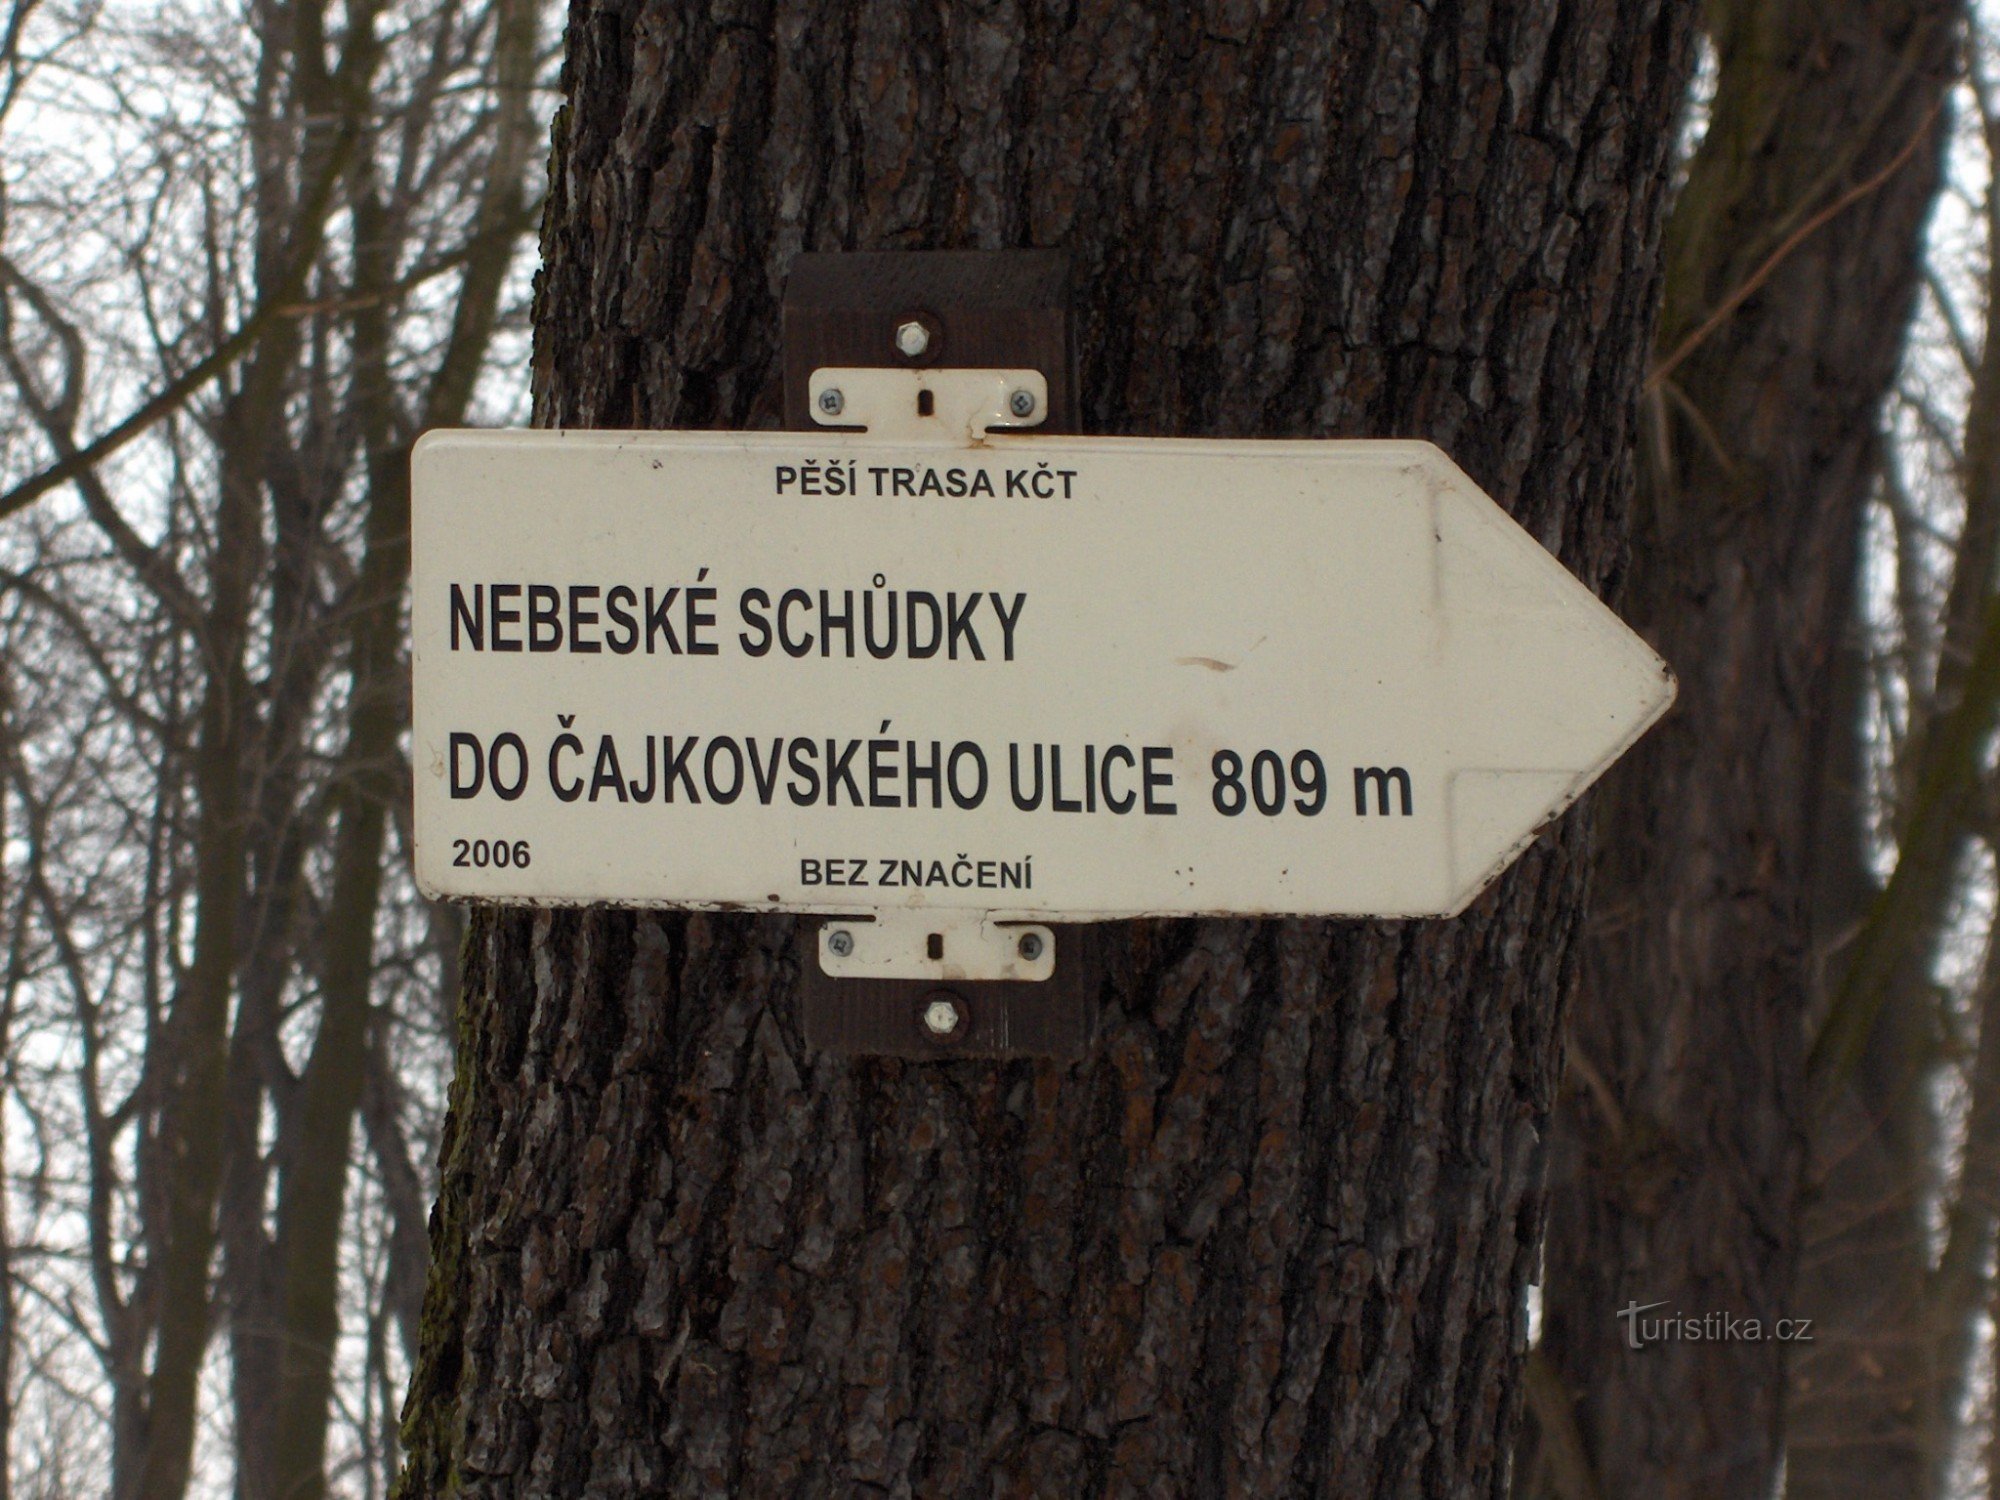 PĚŠÍ TRASA KČT
NEBESKÉ SCHŮDKY
DO ČAJKOVSKÉHO ULICE 809 m
2006 BEZ ZNAČENÍ
Turistika.cz